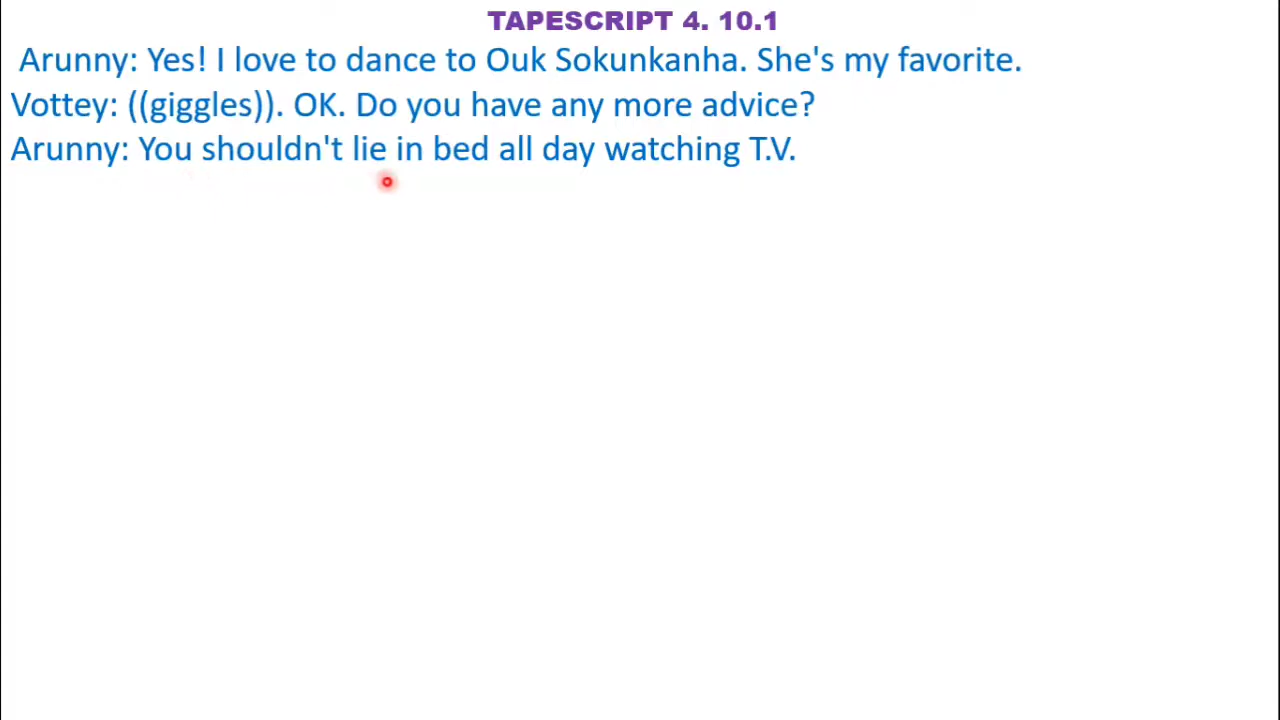 TAPESCRIPT 4. 10.1
Arunny: Yes! I love to dance to Ouk Sokunkanha. She's my favorite.
Vottey: ((giggles)). OK. Do you have any more advice?
Arunny: You shouldn't lie in bed all day watching T.V.